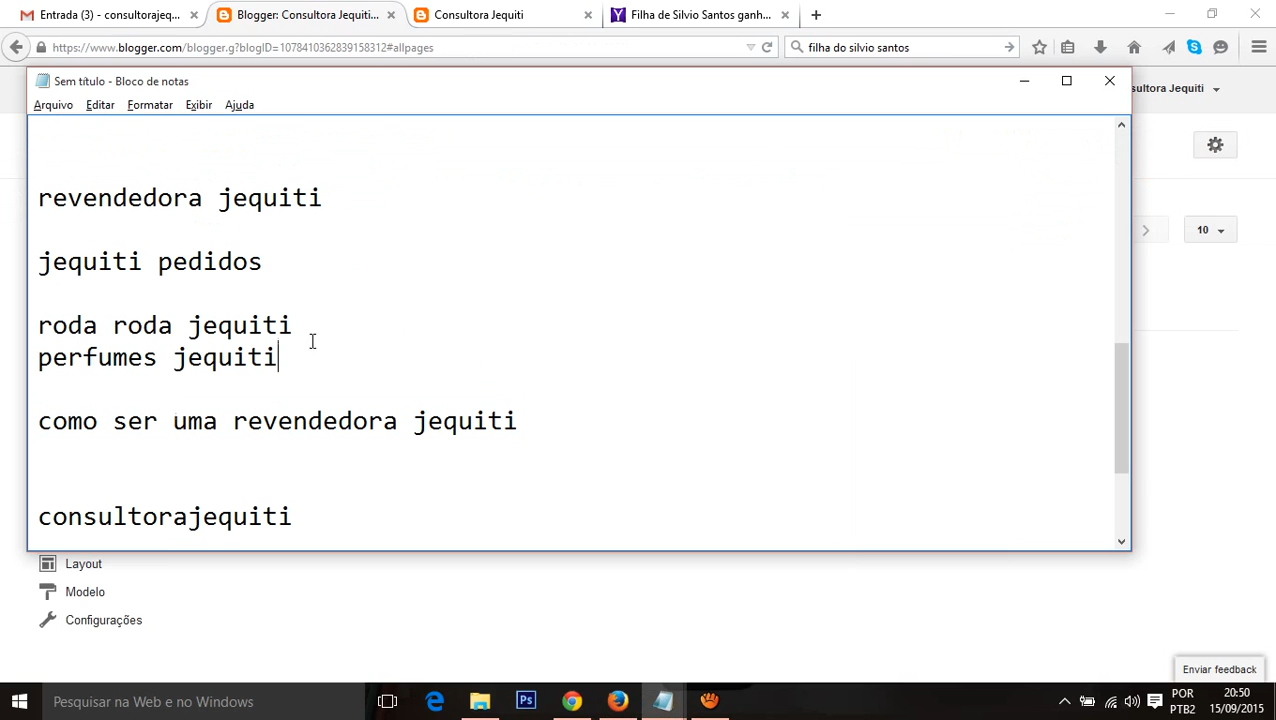 Entrada (3) - consultorajeq...
Blogger: Consultora Jequiti...
Consultora Jequiti
Filha de Silvio Santos ganh...
https://www.blogger.com/blogger.g?blogID=1078410362839158312#allpages
filha do silvio santos
Sem título - Bloco de notas
Arquivo Editar Formatar Exibir Ajuda
sultora Jequiti
revendedora jequiti
10
jequiti pedidos
roda roda jequiti
perfumes jequiti
como ser uma revendedora jequiti
consultorajequiti
Layout
Modelo
Configurações
Enviar feedback
Pesquisar na Web e no Windows
Ps
POR
PTB2
20:50
15/09/2015